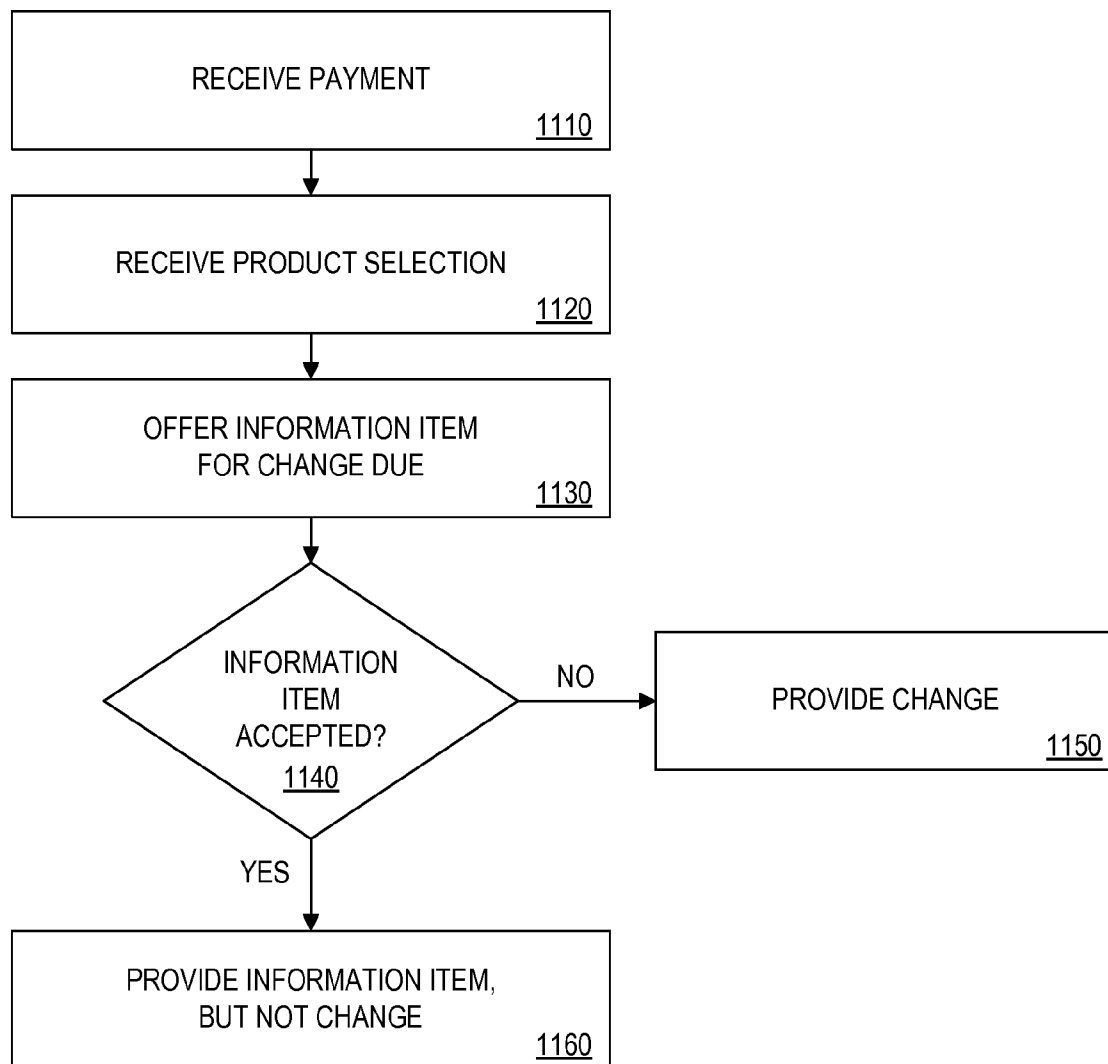 RECEIVE PAYMENT
1110
RECEIVE PRODUCT SELECTION
1120
OFFER INFORMATION ITEM
FOR CHANGE DUE
1130
INFORMATION
ITEM
ACCEPTED?
1140
NO
PROVIDE CHANGE
1150
YES
PROVIDE INFORMATION ITEM,
BUT NOT CHANGE
1160